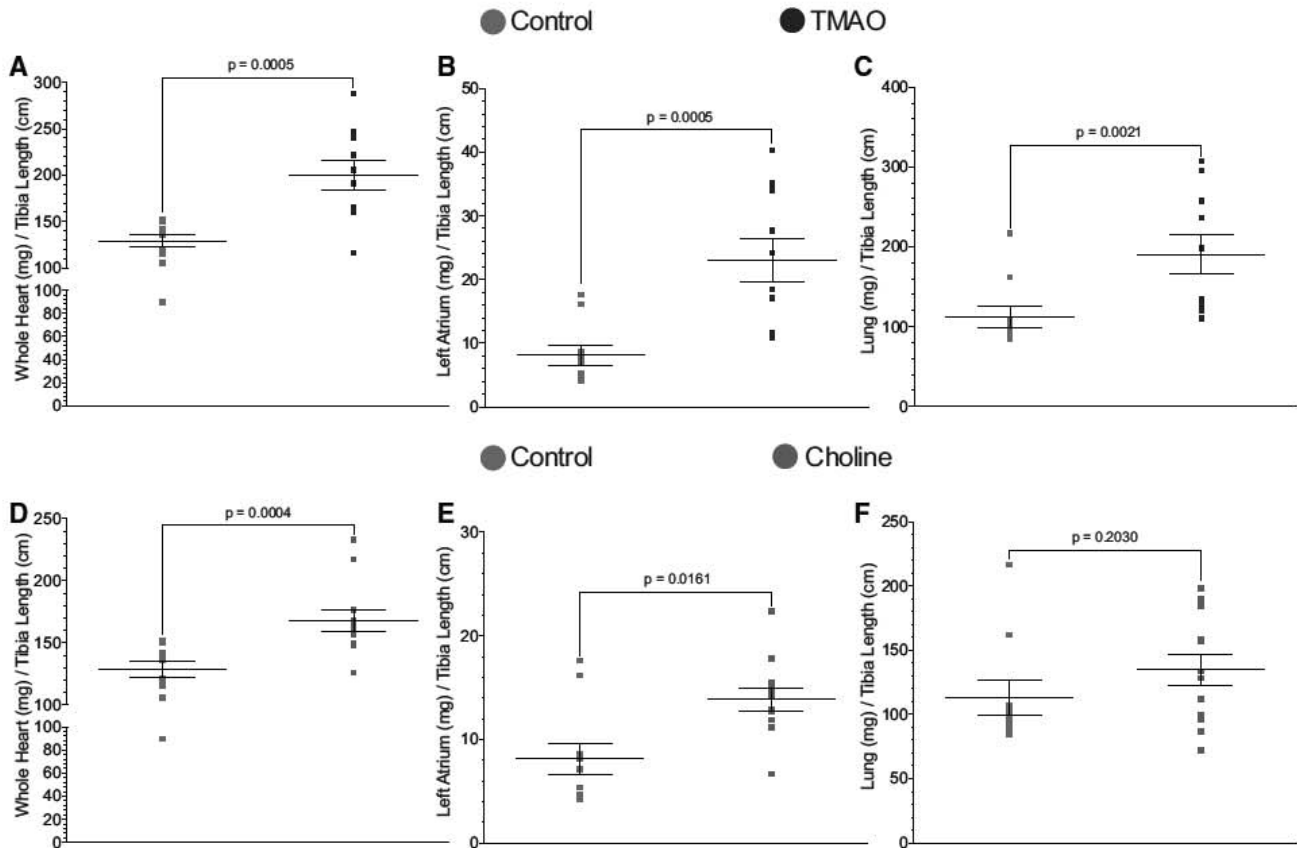 Control TMAO
A
Whole Heart (mg) / Tibia Length (cm)
300
250
200
150
100
100
80
60
40
20
0
p = 0.0005
B
Left Atrium (mg) / Tibia Length (cm)
50
40
30
20
10
0
p = 0.0005
C
Lung (mg) / Tibia Length (cm)
400
300
200
100
0
p = 0.0021
Control Choline
D
Whole Heart (mg) / Tibia Length (cm)
250
200
150
100
100
80
60
40
20
0
p = 0.0004
E
Left Atrium (mg) / Tibia Length (cm)
30
20
10
0
p = 0.0161
F
Lung (mg) / Tibia Length (cm)
250
200
150
100
50
0
p = 0.2030